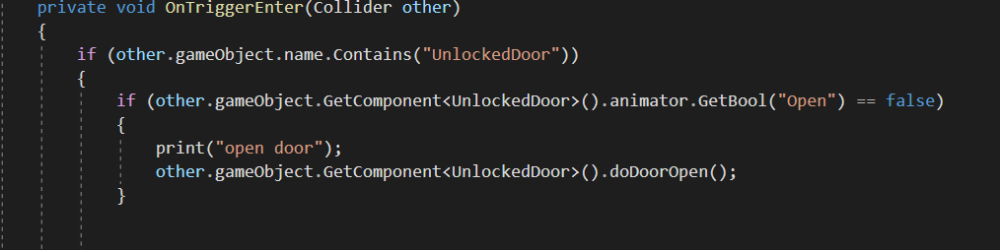 private void OnTriggerEnter(Collider other)
{
if (other.gameObject.name.Contains("UnlockedDoor"))
{
if (other.gameObject.GetComponent<UnlockedDoor>().animator.GetBool("Open") == false)
{
print("open door");
other.gameObject.GetComponent<UnlockedDoor>().doDoorOpen();
}